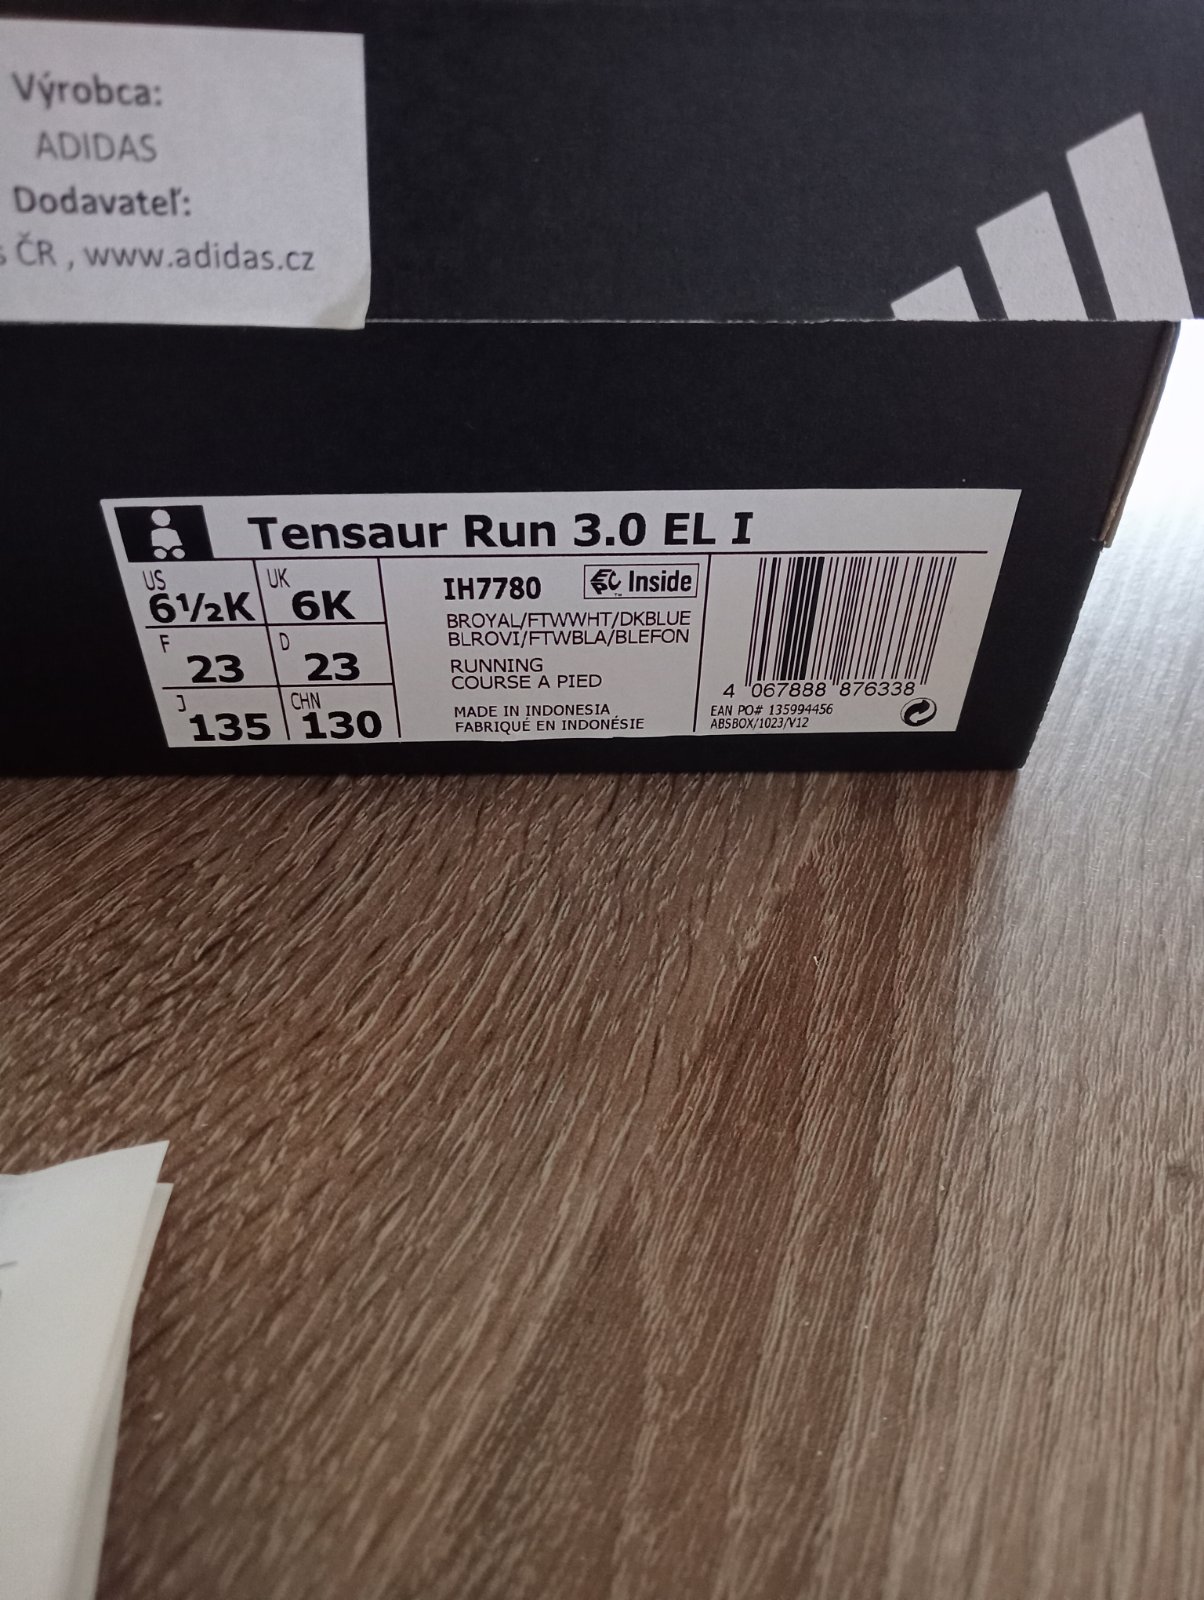 Výrobca:
ADIDAS
Dodavateľ:
s ČR , www.adidas.cz
Tensaur Run 3.0 EL I
US
6½K
UK
6K
F
23
D
23
J
135
CHN
130
IH7780
Inside
BROYAL/FTWWHT/DKBLUE
BLROVI/FTWBLA/BLEFON
RUNNING
COURSE A PIED
MADE IN INDONESIA
FABRIQUÉ EN INDONÉSIE
4 067888 876338
EAN PO# 135994456
ABSBOX/1023/V12